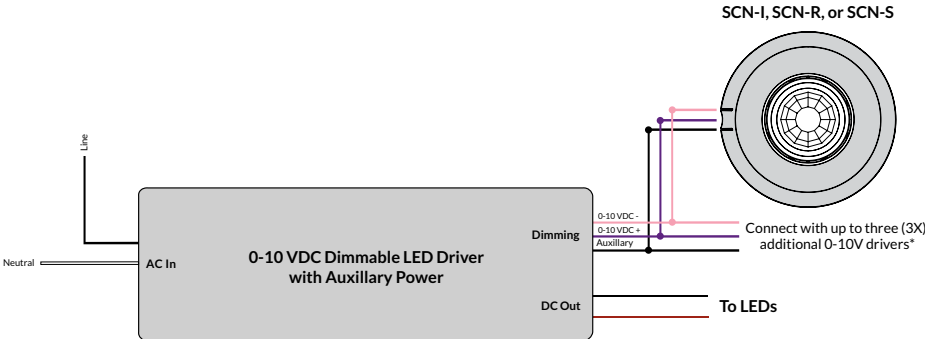 SCN-I, SCN-R, or SCN-S
Line
0-10 VDC -
0-10 VDC +
Auxillary
Dimming
Connect with up to three (3X)
additional 0-10V drivers*
Neutral
AC In
0-10 VDC Dimmable LED Driver
with Auxillary Power
DC Out
To LEDs